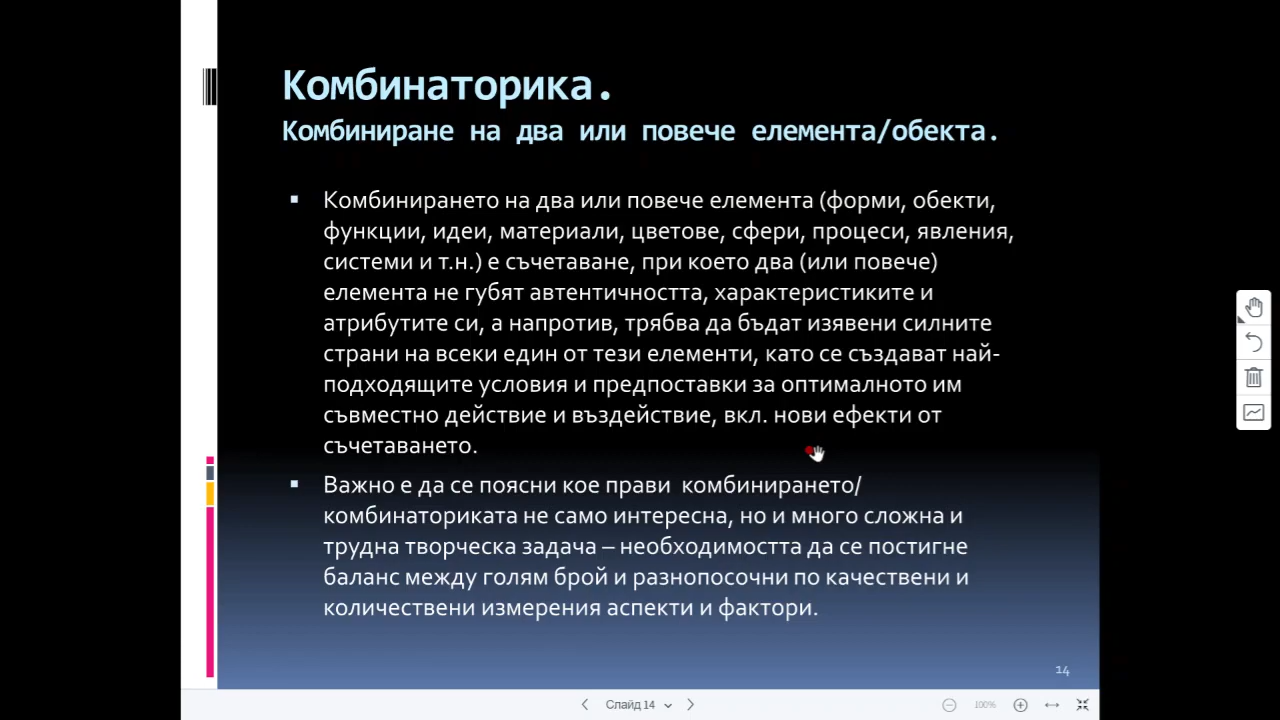 Комбинаторика.
Комбиниране на два или повече елемента/обекта.
Комбинирането на два или повече елемента (форми, обекти,
функции, идеи, материали, цветове, сфери, процеси, явления,
системи и т.н.) е съчетаване, при което два (или повече)
елемента не губят автентичността, характеристиките и
атрибутите си, а напротив, трябва да бъдат изявени силните
страни на всеки един от тези елементи, като се създават най-
подходящите условия и предпоставки за оптималното им
съвместно действие и въздействие, вкл. нови ефекти от
съчетаването.
Важно е да се поясни кое прави комбинирането/
комбинаториката не само интересна, но и много сложна и
трудна творческа задача – необходимостта да се постигне
баланс между голям брой и разнопосочни по качествени и
количествени измерения аспекти и фактори.
14
Слайд 14
100%